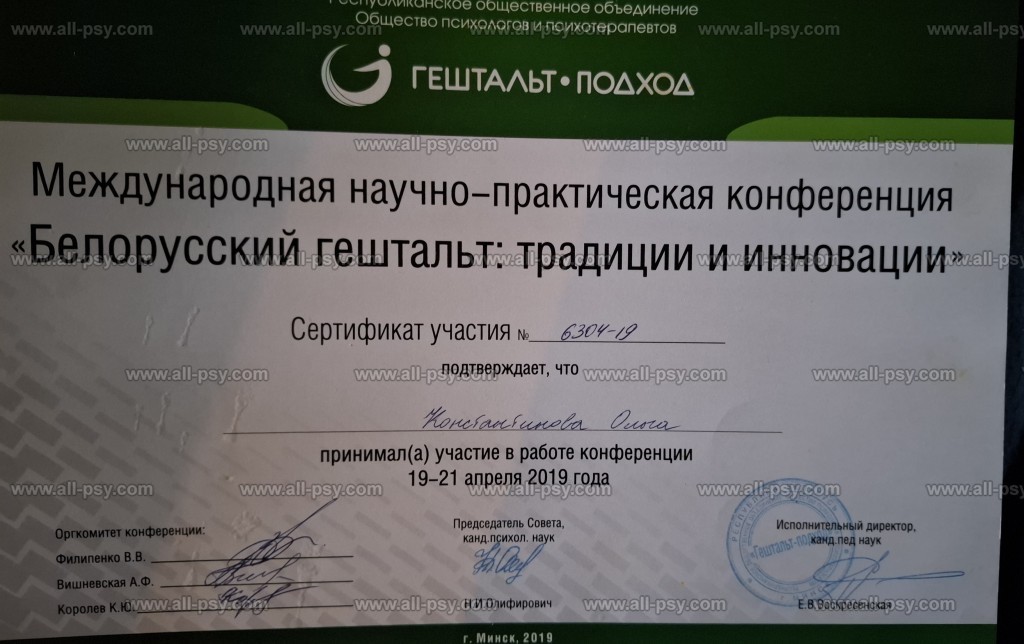 Республиканское общественное объединение
Общество психологов и психотерапевтов
ГЕШТАЛЬТ•ПОДХОД
Международная научно-практическая конференция
«Белорусский гештальт: традиции и инновации»
Сертификат участия № 6304-19
подтверждает, что
Константинова Ольга
принимал(а) участие в работе конференции
19-21 апреля 2019 года
Оргкомитет конференции:
Филипенко В.В.
Вишневская А.Ф.
Королев К.Ю.
Председатель Совета,
канд.психол. наук
Н.И.Олифирович
Исполнительный директор,
канд.пед наук
Е.В.Воскресенская
«Гештальт-подход»
г. Минск, 2019
www.all-psy.com